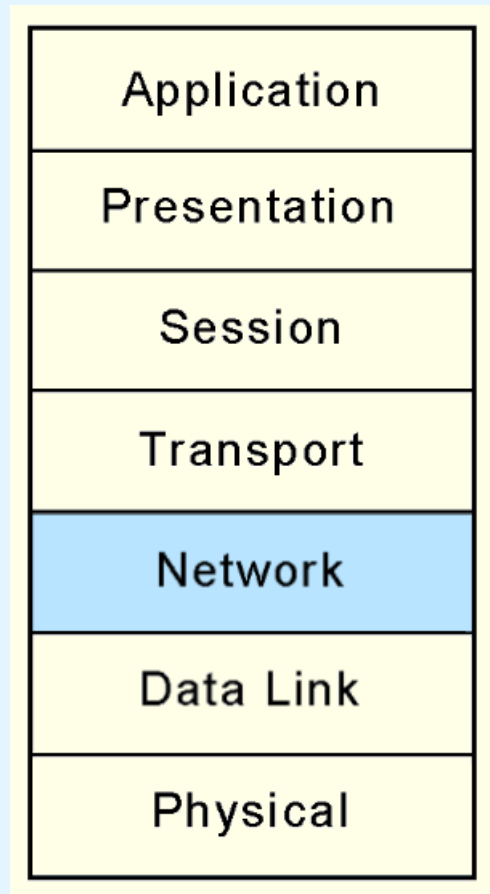 Application
Presentation
Session
Transport
Network
Data Link
Physical